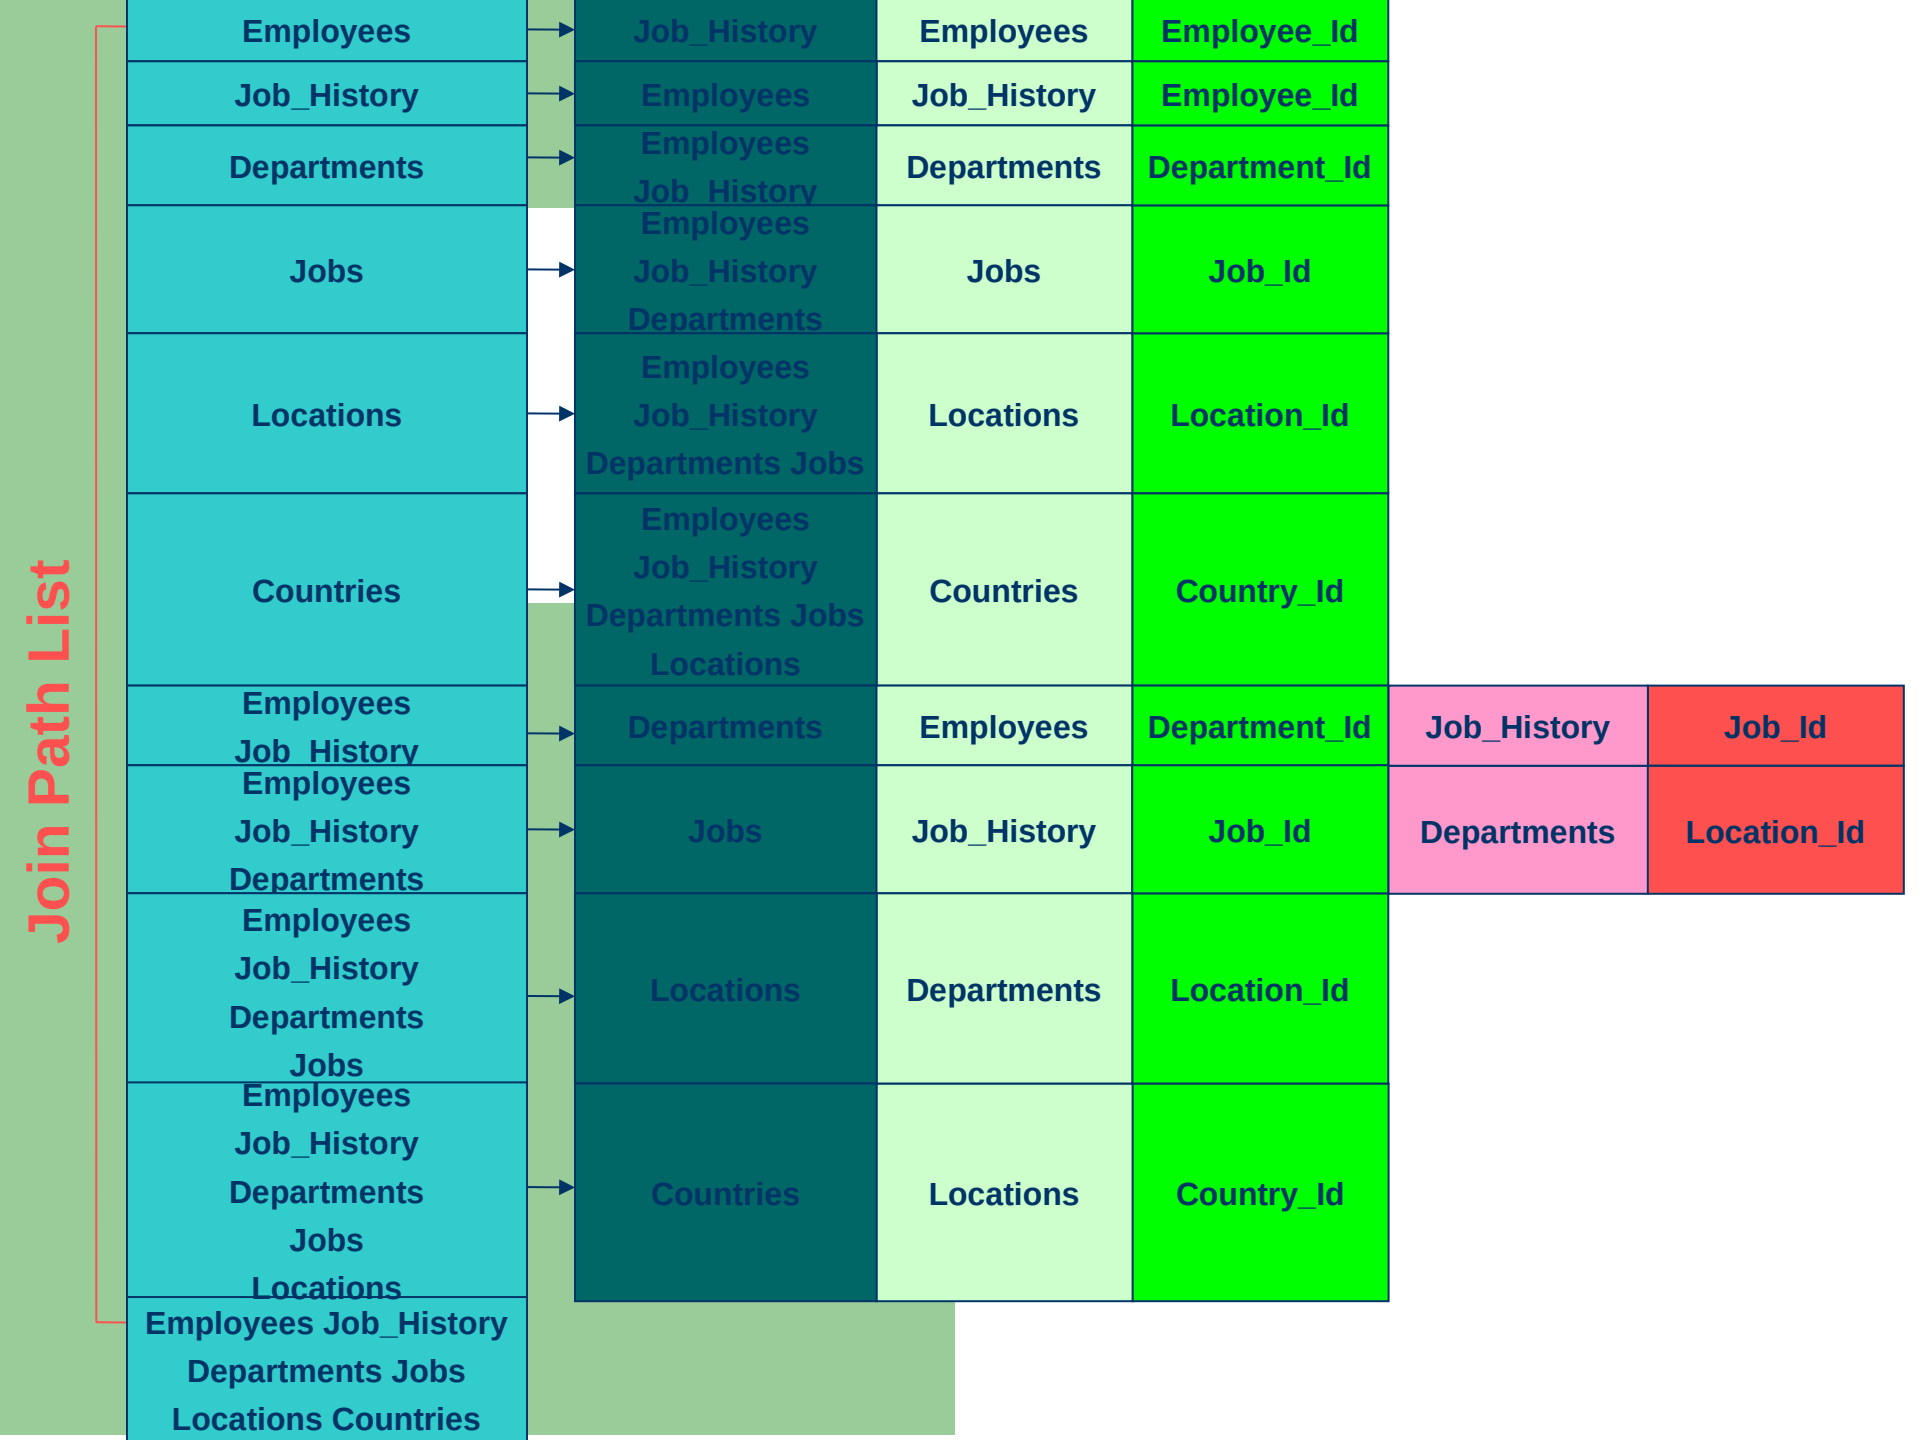 Join Path List
Employees
Job_History
Employees
Employee_Id
Job_History
Employees
Job_History
Employee_Id
Departments
Employees
Job_History
Departments
Department_Id
Jobs
Employees
Job_History
Departments
Jobs
Job_Id
Locations
Employees
Job_History
Departments Jobs
Locations
Location_Id
Countries
Employees
Job_History
Departments Jobs
Locations
Countries
Country_Id
Employees
Job_History
Departments
Employees
Department_Id
Job_History
Job_Id
Employees
Job_History
Departments
Jobs
Job_History
Job_Id
Departments
Location_Id
Employees
Job_History
Departments
Jobs
Locations
Departments
Location_Id
Employees
Job_History
Departments
Jobs
Locations
Countries
Locations
Country_Id
Employees Job_History
Departments Jobs
Locations Countries